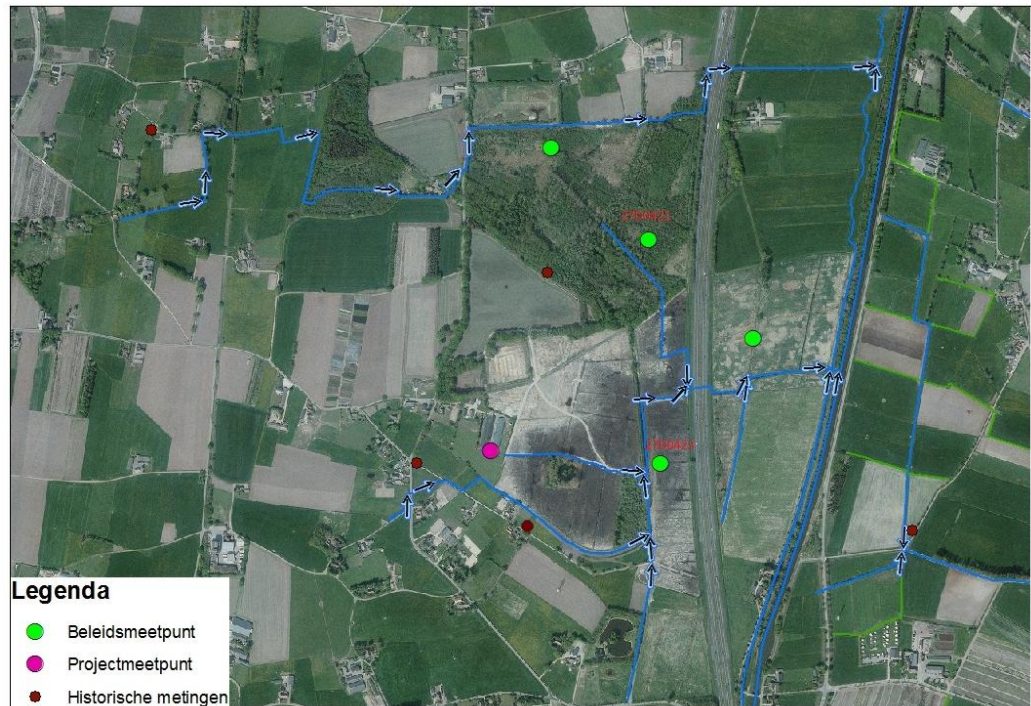 Legenda
Beleidsmeetpunt
Projectmeetpunt
Historische metingen